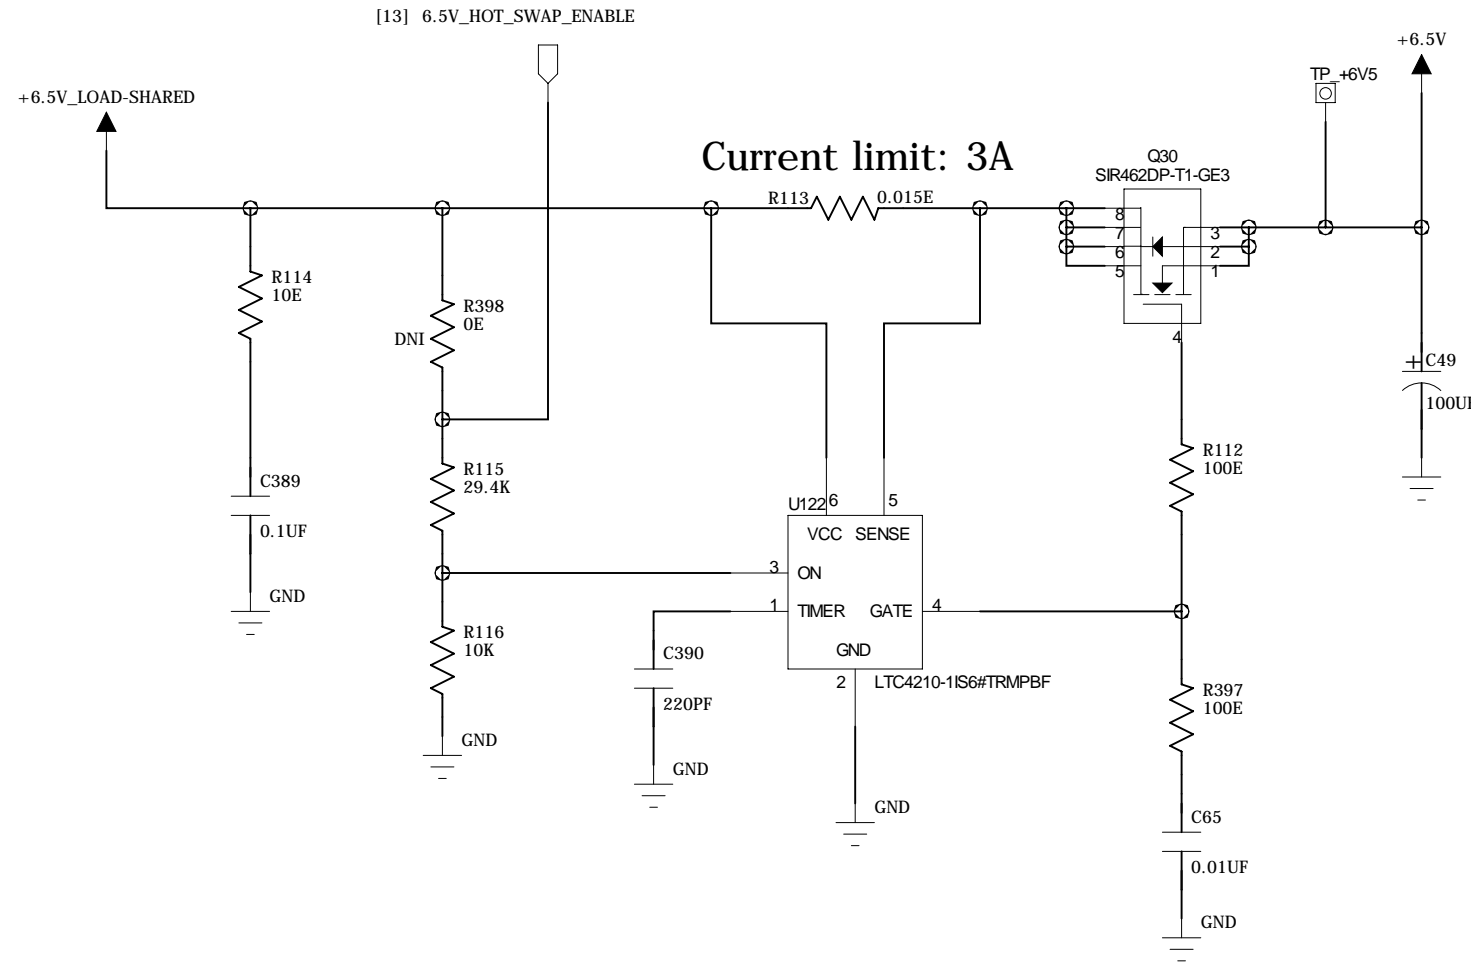 [13] 6.5V_HOT_SWAP_ENABLE
+6.5V
+6.5V_LOAD-SHARED
TP_+6V5
Current limit: 3A
Q30
SIR462DP-T1-GE3
R113 0.015E
8
7
6
5
3
2
1
4
R114
10E
R398
0E
DNI
C49
100UF
R112
100E
R115
29.4K
C389
0.1UF
U122
6
5
VCC SENSE
3
ON
1
TIMER
GATE
4
GND
2
LTC4210-1IS6#TRMPBF
GND
R116
10K
C390
220PF
R397
100E
GND
GND
GND
C65
0.01UF
GND